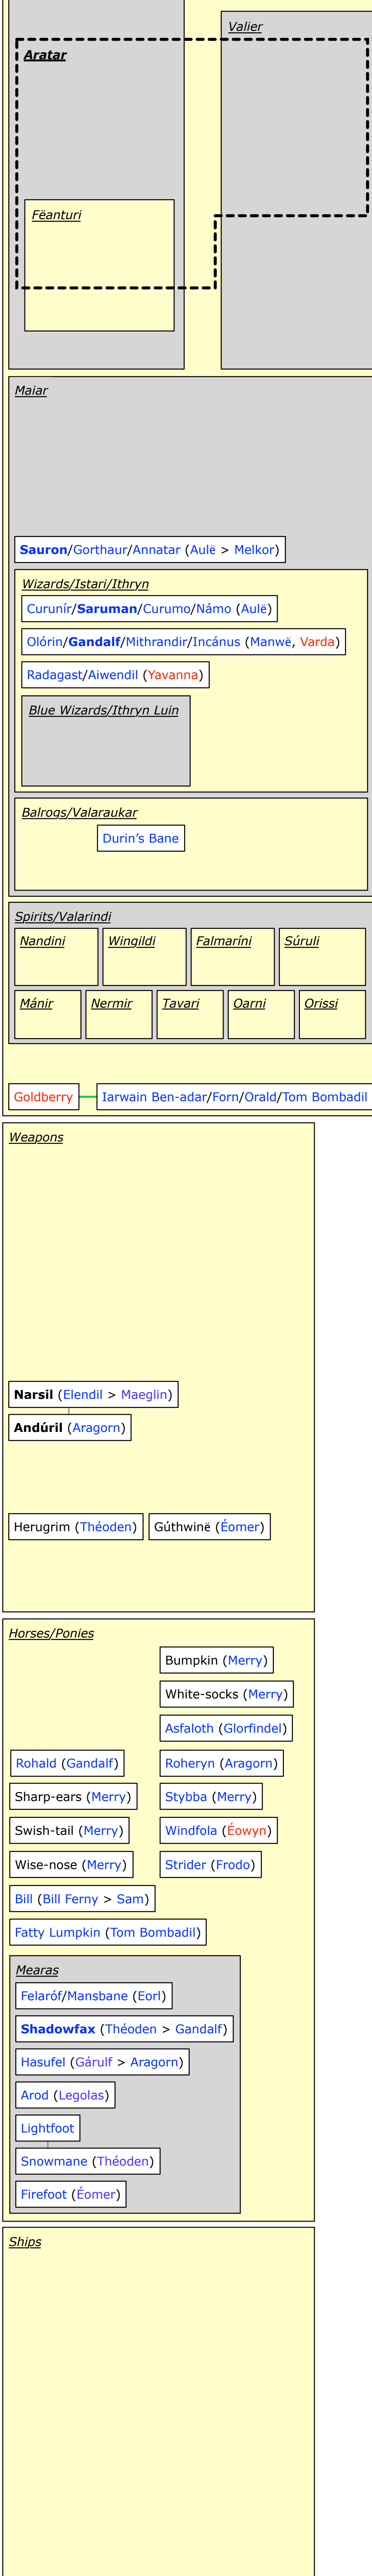 Valier
Aratar
Fëanturi
Maiar
Sauron/Gorthaur/Annatar (Aulë > Melkor)
Wizards/Istari/Ithryn
Curunír/Saruman/Curumo/Námo (Aulë)
Olórin/Gandalf/Mithrandir/Incánus (Manwë, Varda)
Radagast/Aiwendil (Yavanna)
Blue Wizards/Ithryn Luin
Balrogs/Valaraukar
Durin’s Bane
Spirits/Valarindi
Nandini Wingildi Falmaríni Súruli
Mánir Nermir Tavari Oarni Orissi
Goldberry Iarwain Ben-adar/Forn/Orald/Tom Bombadil
Weapons
Narsil (Elendil > Maeglin)
Andúril (Aragorn)
Herugrim (Théoden) Gúthwinë (Éomer)
Horses/Ponies
Bumpkin (Merry)
White-socks (Merry)
Asfaloth (Glorfindel)
Rohald (Gandalf) Roheryn (Aragorn)
Sharp-ears (Merry) Stybba (Merry)
Swish-tail (Merry) Windfola (Éowyn)
Wise-nose (Merry) Strider (Frodo)
Bill (Bill Ferny > Sam)
Fatty Lumpkin (Tom Bombadil)
Mearas
Felaróf/Mansbane (Eorl)
Shadowfax (Théoden > Gandalf)
Hasufel (Gárulf > Aragorn)
Arod (Legolas)
Lightfoot
Snowmane (Théoden)
Firefoot (Éomer)
Ships